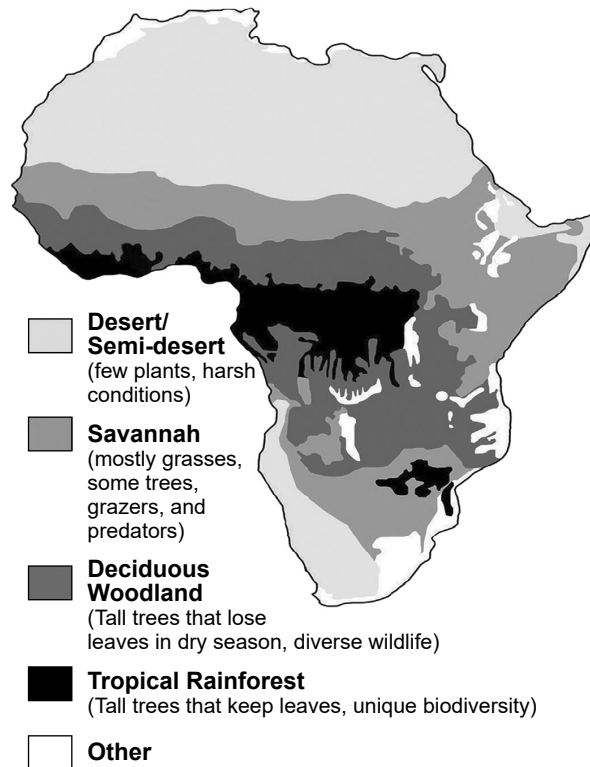 Desert/
Semi-desert
(few plants, harsh
conditions)
Savannah
(mostly grasses,
some trees,
grazers, and
predators)
Deciduous
Woodland
(Tall trees that lose
leaves in dry season, diverse wildlife)
Tropical Rainforest
(Tall trees that keep leaves, unique biodiversity)
Other